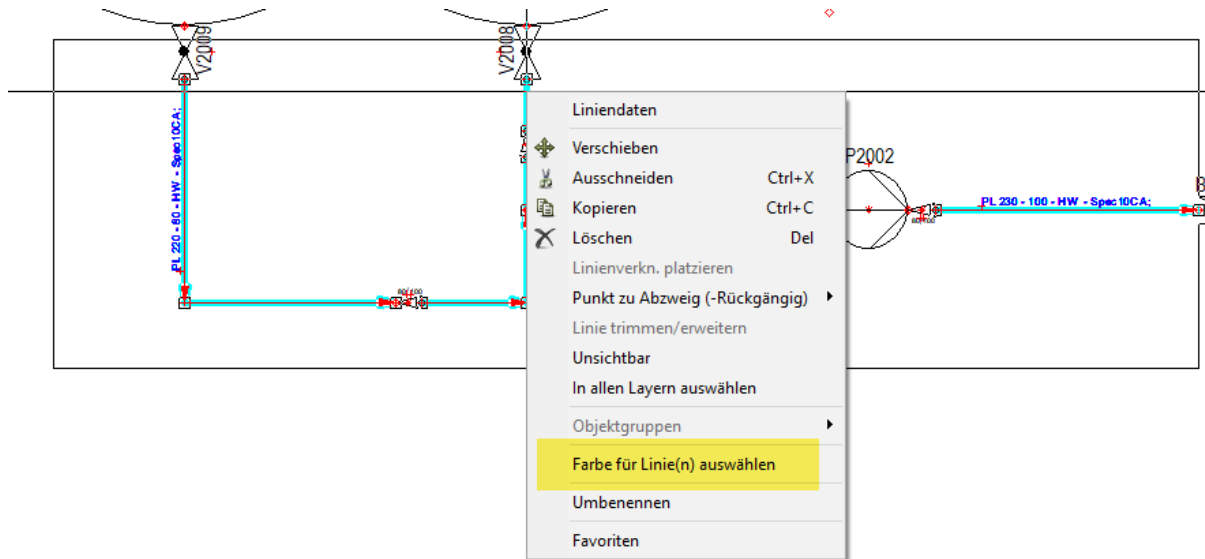 V2009
V2008
PL 220 - 80 - HW - Spec10CA;
Liniendaten
Verschieben
Ausschneiden Ctrl+X
Kopieren Ctrl+C
Löschen Del
Linienverkn. platzieren
Punkt zu Abzweig (-Rückgängig)
Linie trimmen/erweitern
Unsichtbar
In allen Layern auswählen
Objektgruppen
Farbe für Linie(n) auswählen
Umbenennen
Favoriten
P2002
PL 230 - 100 - HW - Spec10CA;